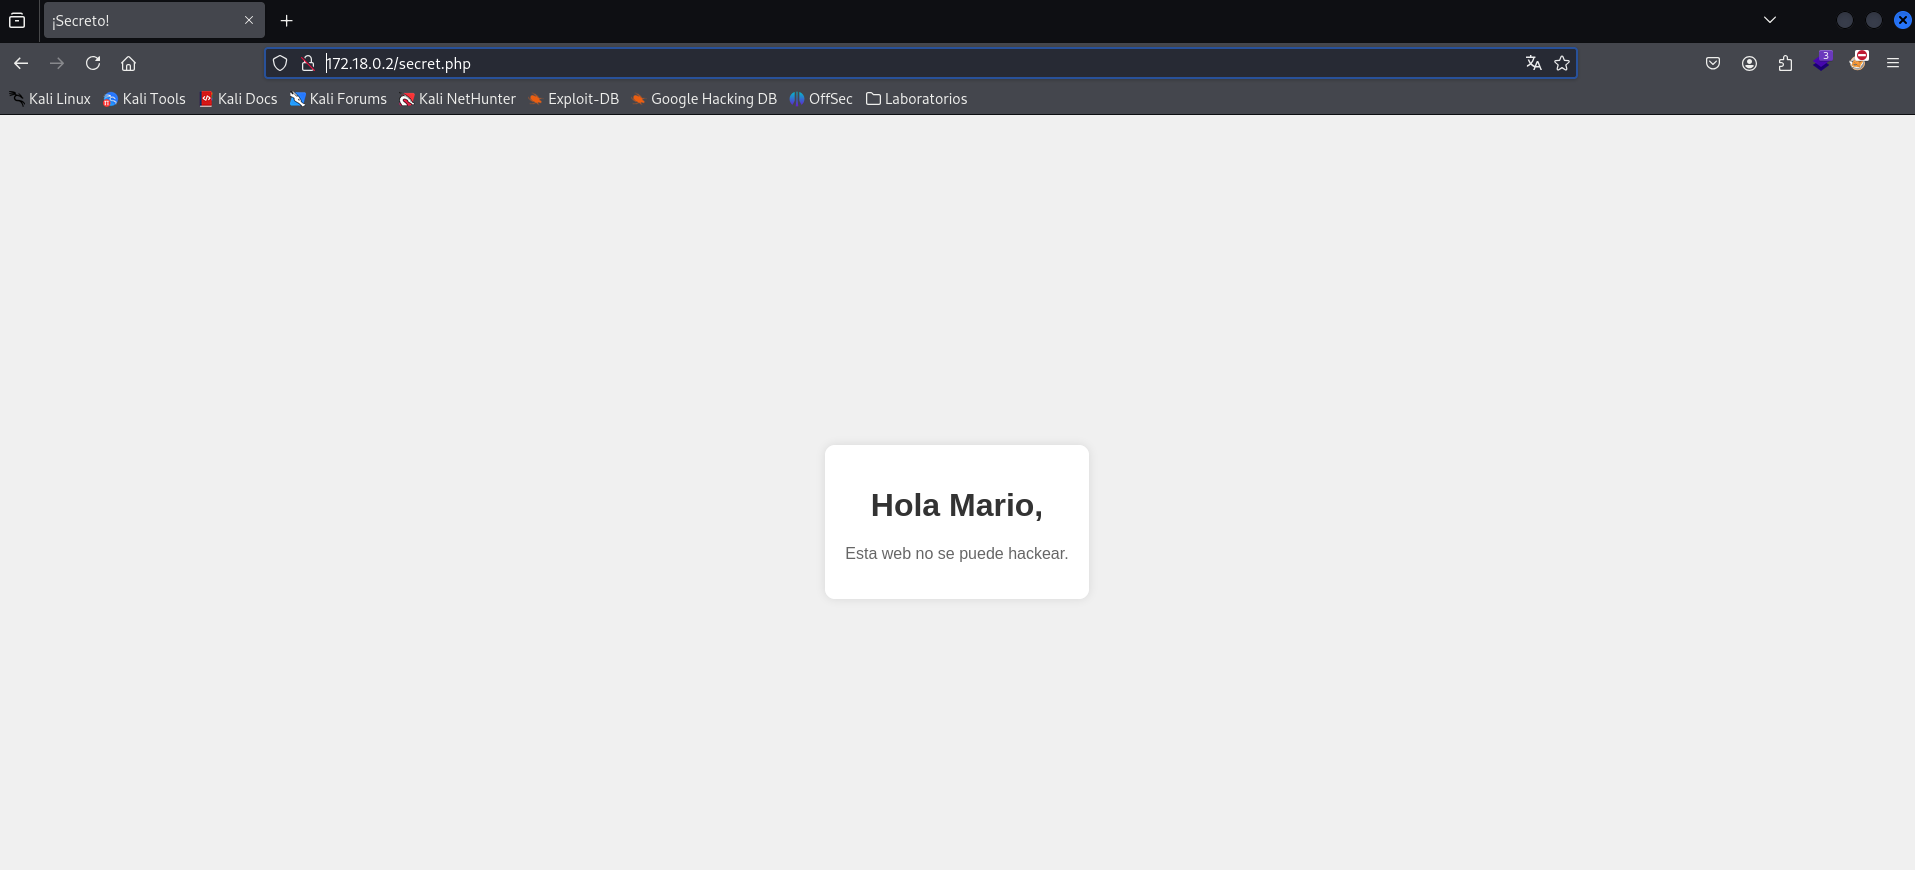 ¡Secreto!
172.18.0.2/secret.php
3
Kali Linux Kali Tools Kali Docs Kali Forums Kali NetHunter Exploit-DB Google Hacking DB OffSec Laboratorios
Hola Mario,
Esta web no se puede hackear.